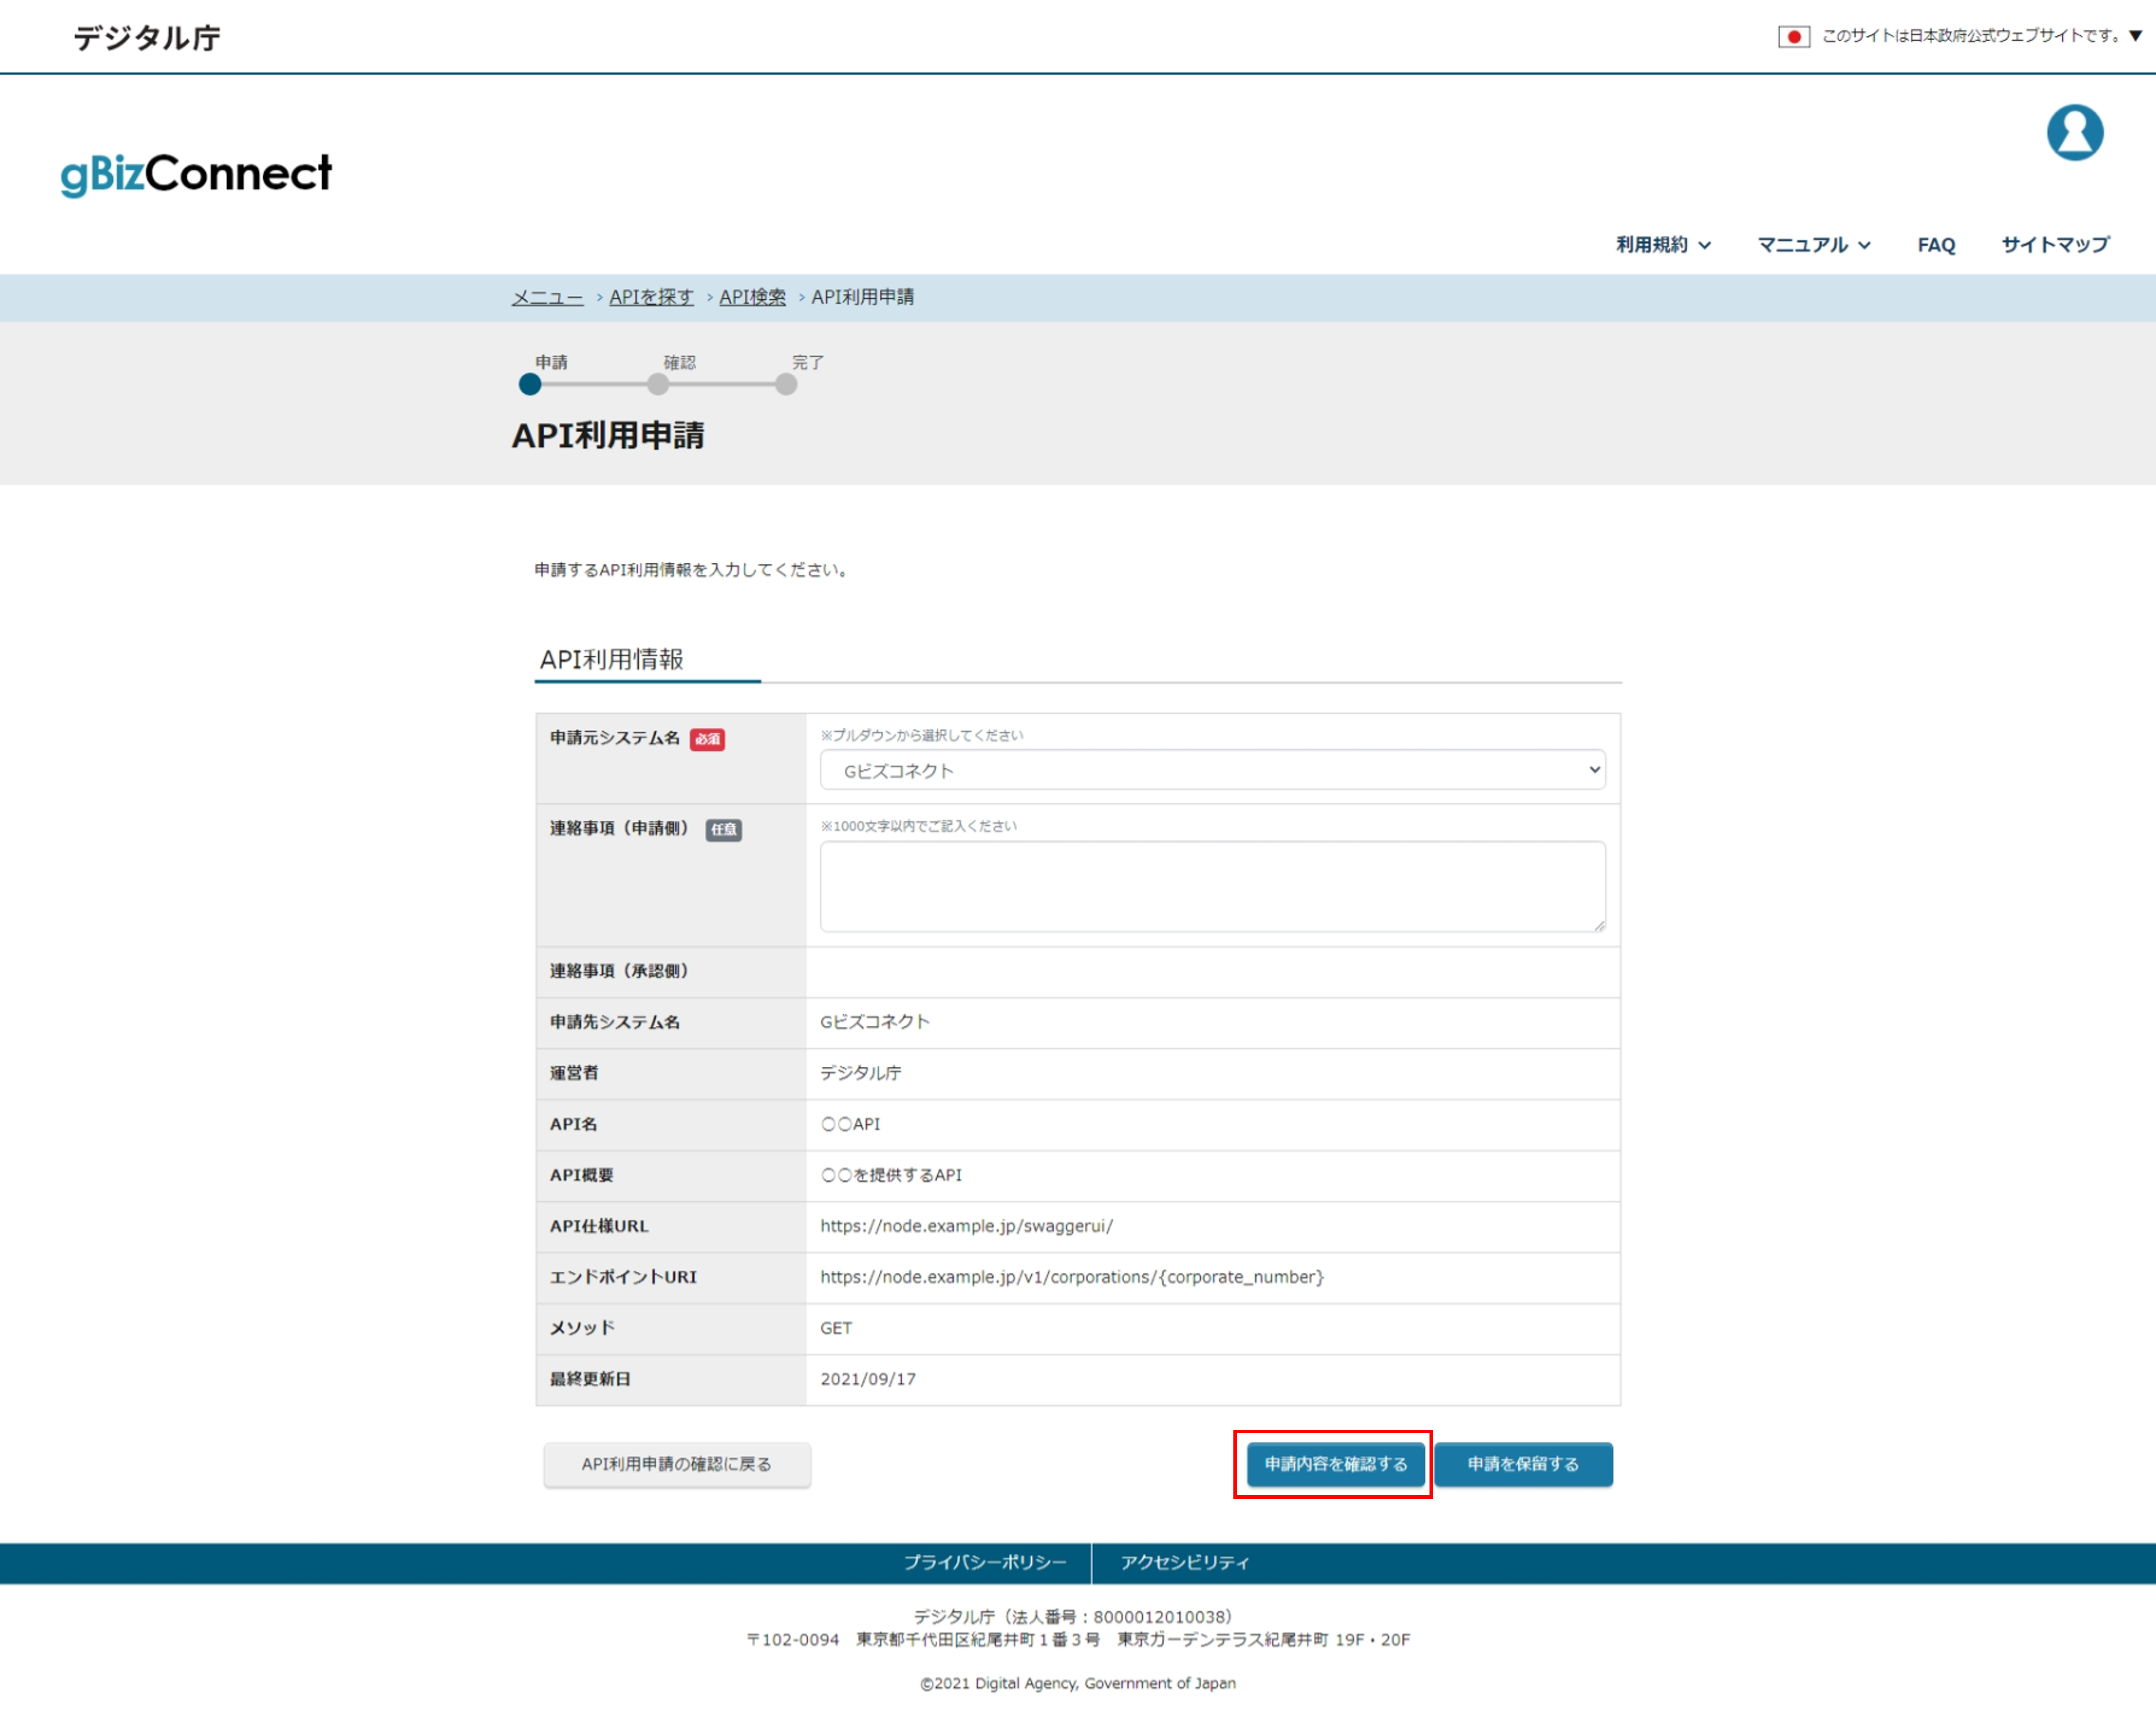 デジタル庁
このサイトは日本政府公式ウェブサイトです。▼
gBizConnect
利用規約 マニュアル FAQ サイトマップ
メニュー › APIを探す › API検索 › API利用申請
申請 確認 完了
API利用申請
申請するAPI利用情報を入力してください。
API利用情報
申請元システム名 必須
※プルダウンから選択してください
Gビズコネクト
連絡事項（申請側） 任意
※1000文字以内でご記入ください
連絡事項（承認側）
申請先システム名 Gビズコネクト
運営者 デジタル庁
API名 〇〇API
API概要 〇〇を提供するAPI
API仕様URL https://node.example.jp/swaggerui/
エンドポイントURI https://node.example.jp/v1/corporations/{corporate_number}
メソッド GET
最終更新日 2021/09/17
API利用申請の確認に戻る 申請内容を確認する 申請を保留する
プライバシーポリシー アクセシビリティ
デジタル庁（法人番号：8000012010038）
〒102-0094　東京都千代田区紀尾井町１番３号　東京ガーデンテラス紀尾井町 19F・20F
©2021 Digital Agency, Government of Japan